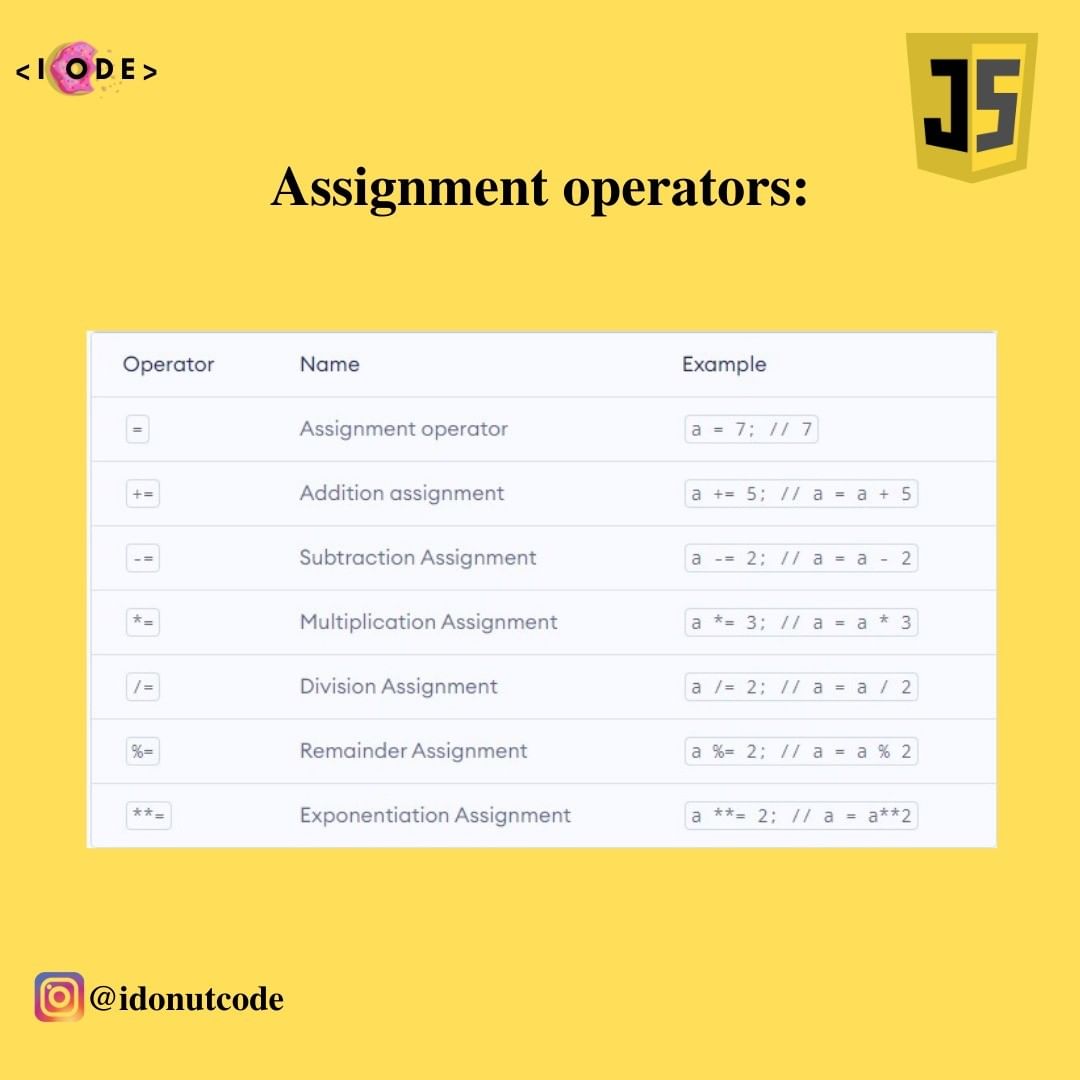 <IODE>
JS
Assignment operators:
Operator Name Example
= Assignment operator a = 7; // 7
+= Addition assignment a += 5; // a = a + 5
-= Subtraction Assignment a -= 2; // a = a - 2
*= Multiplication Assignment a *= 3; // a = a * 3
/= Division Assignment a /= 2; // a = a / 2
%= Remainder Assignment a %= 2; // a = a % 2
**= Exponentiation Assignment a **= 2; // a = a**2
@idonutcode